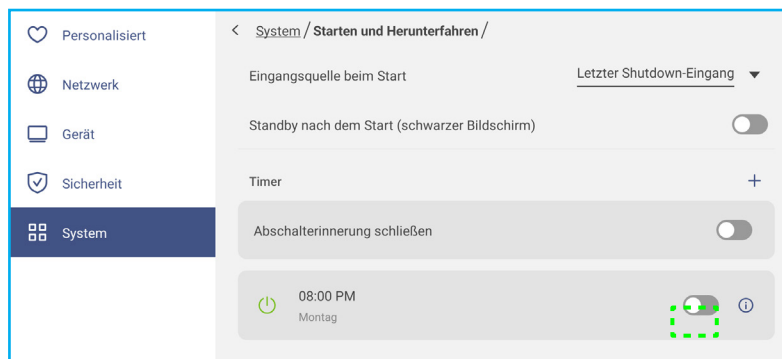 Personalisiert
Netzwerk
Gerät
Sicherheit
System
System / Starten und Herunterfahren /
Eingangsquelle beim Start
Letzter Shutdown-Eingang
Standby nach dem Start (schwarzer Bildschirm)
Timer
Abschalterinnerung schließen
08:00 PM
Montag